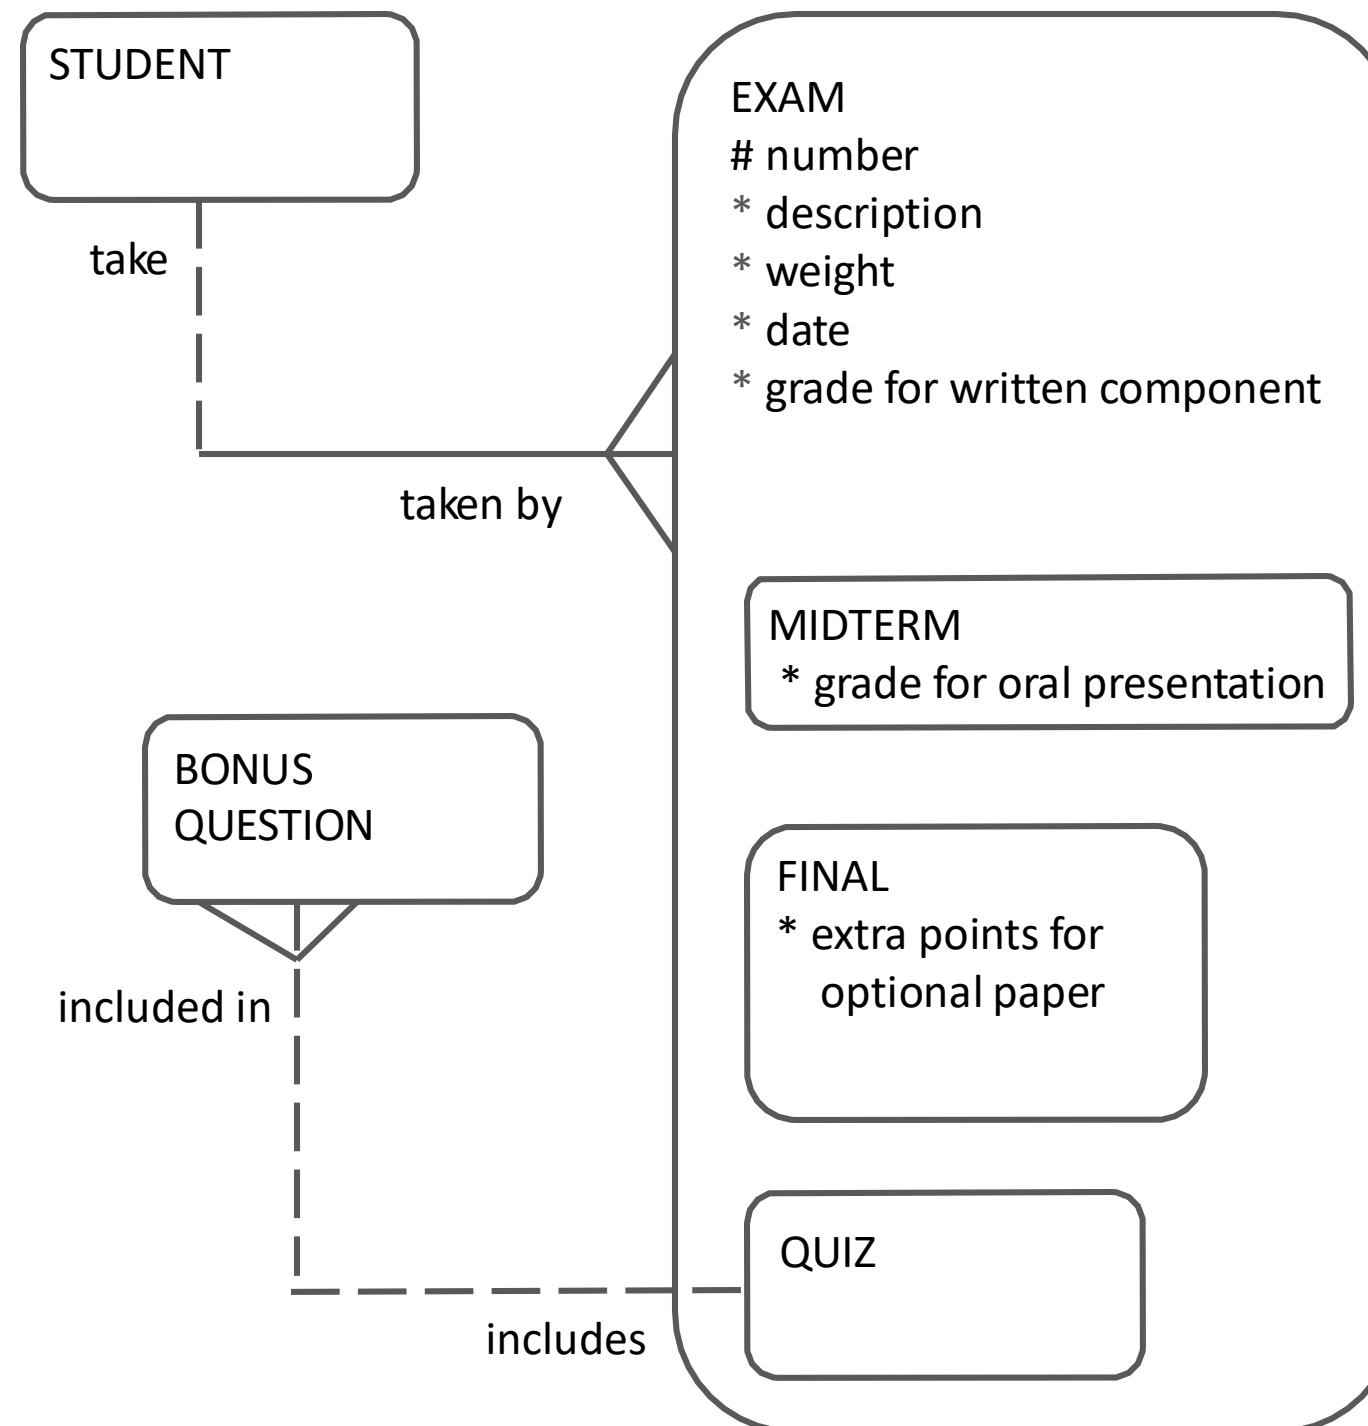 STUDENT
take
taken by
EXAM
# number
* description
* weight
* date
* grade for written component
MIDTERM
* grade for oral presentation
BONUS
QUESTION
included in
FINAL
* extra points for
optional paper
QUIZ
includes